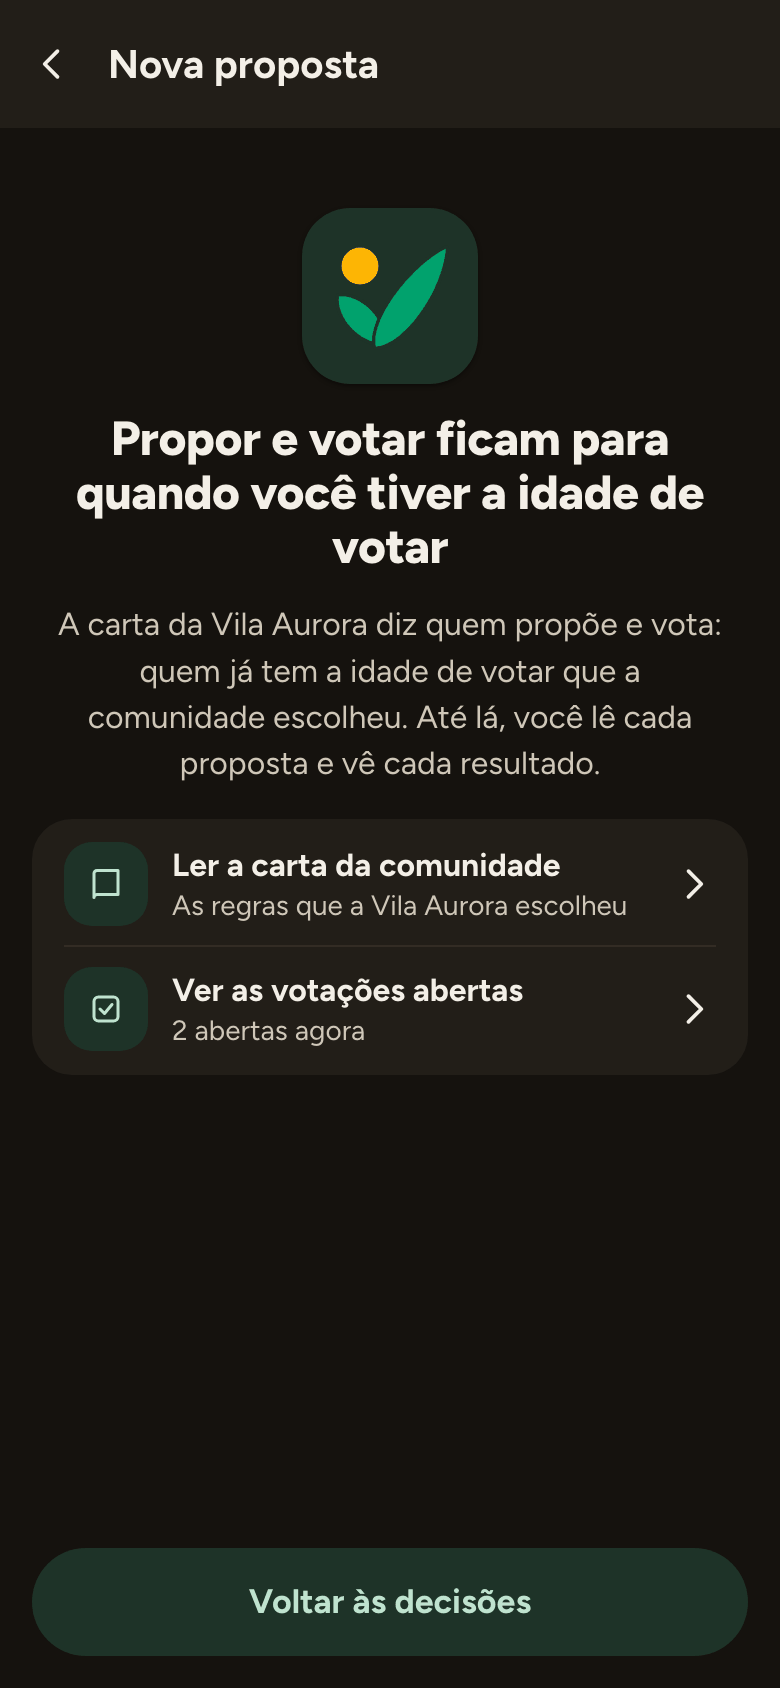 Nova proposta
Propor e votar ficam para
quando você tiver a idade de
votar
A carta da Vila Aurora diz quem propõe e vota:
quem já tem a idade de votar que a
comunidade escolheu. Até lá, você lê cada
proposta e vê cada resultado.
Ler a carta da comunidade
As regras que a Vila Aurora escolheu
Ver as votações abertas
2 abertas agora
Voltar às decisões